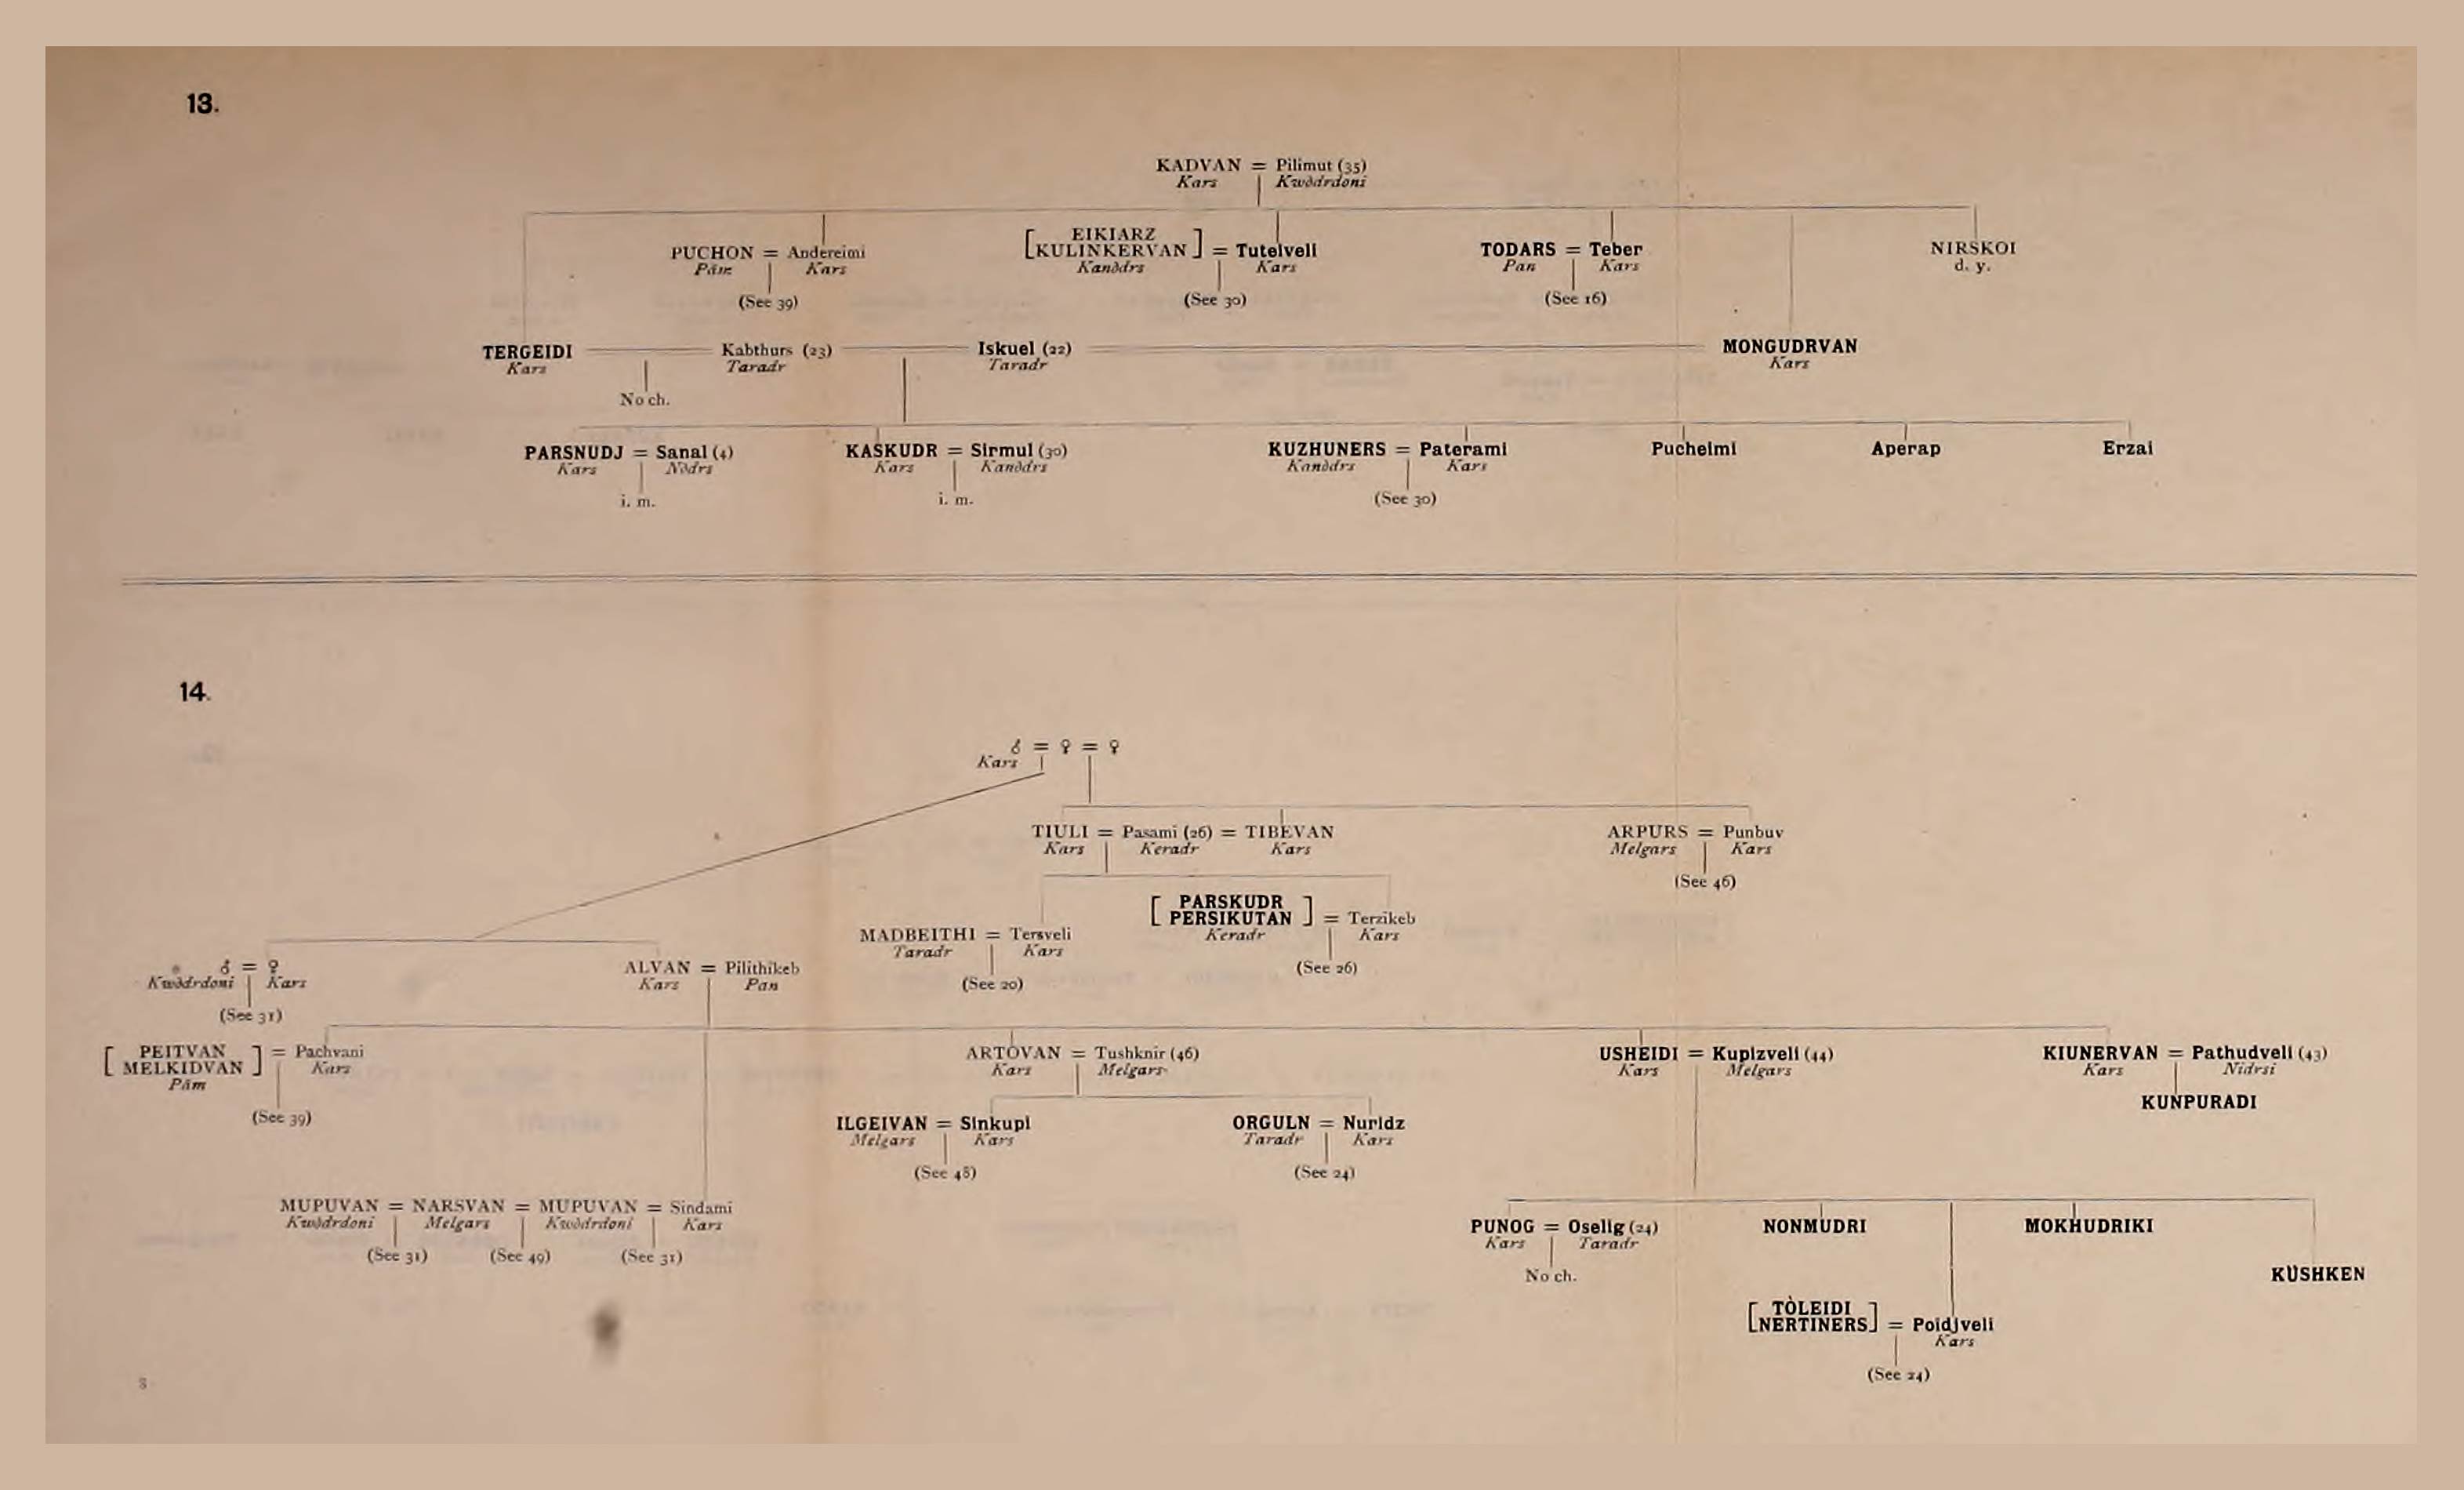 13.
KADVAN = Pilimut (35)
Kars Kwòdrdoni
PUCHON = Andereimi
Päm Kars
(See 39)
[EIKIARZ
KULINKERVAN] = Tutelveli
Kanòdrs Kars
(See 30)
TODARS = Teber
Pan Kars
(See 16)
NIRSKOI
d. y.
TERGEIDI = Kabthurs (23) = Iskuel (22) = MONGUDRVAN
Kars Taradr Taradr Kars
No ch.
PARSNUDJ = Sanal (4)
Kars Nòdrs
i. m.
KASKUDR = Sirmul (30)
Kars Kanòdrs
i. m.
KUZHUNERS = Paterami
Kanòdrs Kars
(See 30)
Pucheimi
Aperap
Erzai
14.
♂ = ♀ = ♀
Kars
TIULI = Pasami (26) = TIBEVAN
Kars Keradr Kars
ARPURS = Punbuv
Melgars Kars
(See 46)
MADBEITHI = Tersveli
Taradr Kars
(See 20)
[PARSKUDR
PERSIKUTAN] = Terzikeb
Keradr Kars
(See 26)
♂ = ♀
Kwòdrdoni Kars
(See 31)
ALVAN = Pilithikeb
Kars Pan
[PEITVAN
MELKIDVAN] = Pachvani
Päm Kars
(See 39)
ARTOVAN = Tushknir (46)
Kars Melgars
USHEIDI = Kupizveli (44)
Kars Melgars
KIUNERVAN = Pathudveli (43)
Kars Nidrsi
KUNPURADI
ILGEIVAN = Sinkupi
Melgars Kars
(See 48)
ORGULN = Nuridz
Taradr Kars
(See 24)
MUPUVAN = NARSVAN = MUPUVAN = Sindami
Kwòdrdoni Melgars Kwòdrdoni Kars
(See 31) (See 49) (See 31)
PUNOG = Oselig (24)
Kars Taradr
No ch.
NONMUDRI
MOKHUDRIKI
KÜSHKEN
[TÒLEIDI
NERTINERS] = Poidjveli
Kars
(See 24)